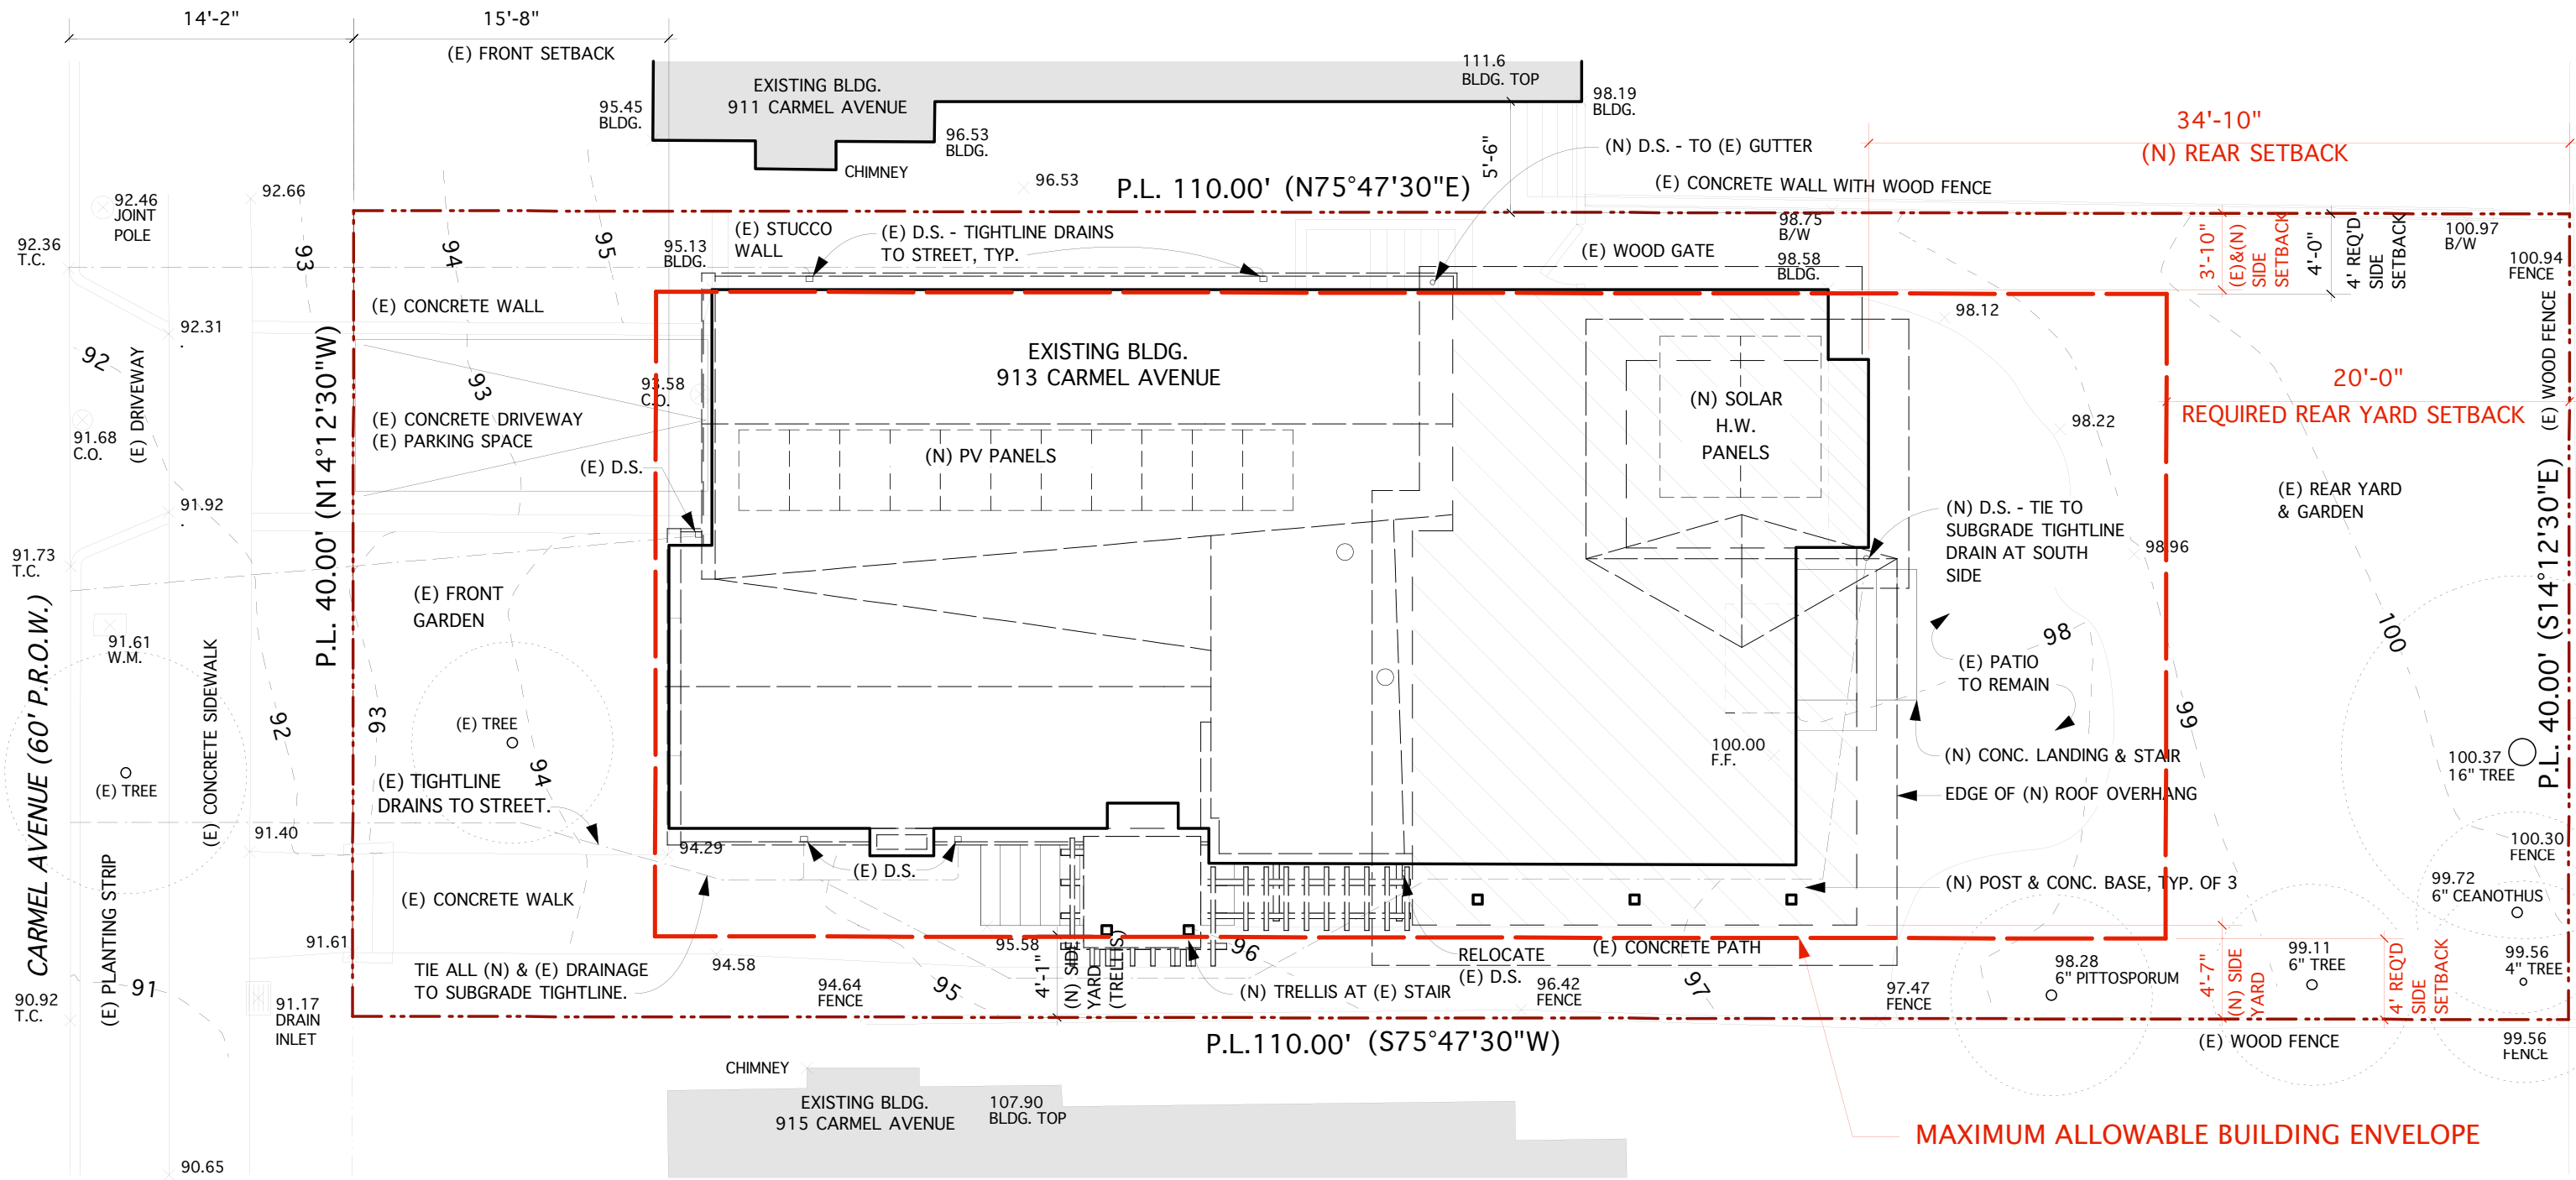 14'-2"
15'-8"
(E) FRONT SETBACK
EXISTING BLDG.
911 CARMEL AVENUE
111.6
BLDG. TOP
95.45
BLDG.
96.53
BLDG.
98.19
BLDG.
CHIMNEY
5'-6"
(N) D.S. - TO (E) GUTTER
34'-10"
(N) REAR SETBACK
92.46
JOINT
POLE
92.66
96.53
P.L. 110.00' (N75°47'30"E)
(E) CONCRETE WALL WITH WOOD FENCE
92.36
T.C.
93
94
95
95.13
BLDG.
(E) STUCCO
WALL
(E) D.S. - TIGHTLINE DRAINS
TO STREET, TYP.
(E) WOOD GATE
98.75
B/W
98.58
BLDG.
3'-10"
(E)&(N)
SIDE
SETBACK
4'-0"
4' REQ'D
SIDE
SETBACK
100.97
B/W
100.94
FENCE
(E) CONCRETE WALL
92.31
92
(E) DRIVEWAY
P.L. 40.00' (N14°12'30"W)
93
93.58
C.O.
EXISTING BLDG.
913 CARMEL AVENUE
98.12
(E) WOOD FENCE
20'-0"
REQUIRED REAR YARD SETBACK
(N) SOLAR
H.W.
PANELS
98.22
91.68
C.O.
(E) CONCRETE DRIVEWAY
(E) PARKING SPACE
(E) D.S.
(N) PV PANELS
(E) REAR YARD
& GARDEN
91.92
(N) D.S. - TIE TO
SUBGRADE TIGHTLINE
DRAIN AT SOUTH
SIDE
98.96
91.73
T.C.
(E) FRONT
GARDEN
91.61
W.M.
(E) CONCRETE SIDEWALK
CARMEL AVENUE (60' P.R.O.W.)
98
100
P.L. 40.00' (S14°12'30"E)
(E) PATIO
TO REMAIN
92
93
(E) TREE
94
99
100.00
F.F.
(N) CONC. LANDING & STAIR
100.37
16" TREE
(E) TREE
(E) TIGHTLINE
DRAINS TO STREET.
EDGE OF (N) ROOF OVERHANG
91.40
94.29
100.30
FENCE
(E) PLANTING STRIP
(E) D.S.
(E) CONCRETE WALK
(N) POST & CONC. BASE, TYP. OF 3
99.72
6" CEANOTHUS
91.61
94.58
95.58
96
RELOCATE
(E) D.S.
(E) CONCRETE PATH
98.28
6" PITTOSPORUM
4'-7"
(N) SIDE
YARD
99.11
6" TREE
4' REQ'D
SIDE
SETBACK
99.56
4" TREE
TIE ALL (N) & (E) DRAINAGE
TO SUBGRADE TIGHTLINE.
94.64
FENCE
95
4'-1"
(N) SIDE
YARD
(TRELLIS)
(N) TRELLIS AT (E) STAIR
96.42
FENCE
97
97.47
FENCE
90.92
T.C.
91
91.17
DRAIN
INLET
P.L.110.00' (S75°47'30"W)
(E) WOOD FENCE
99.56
FENCE
CHIMNEY
EXISTING BLDG.
915 CARMEL AVENUE
107.90
BLDG. TOP
MAXIMUM ALLOWABLE BUILDING ENVELOPE
90.65